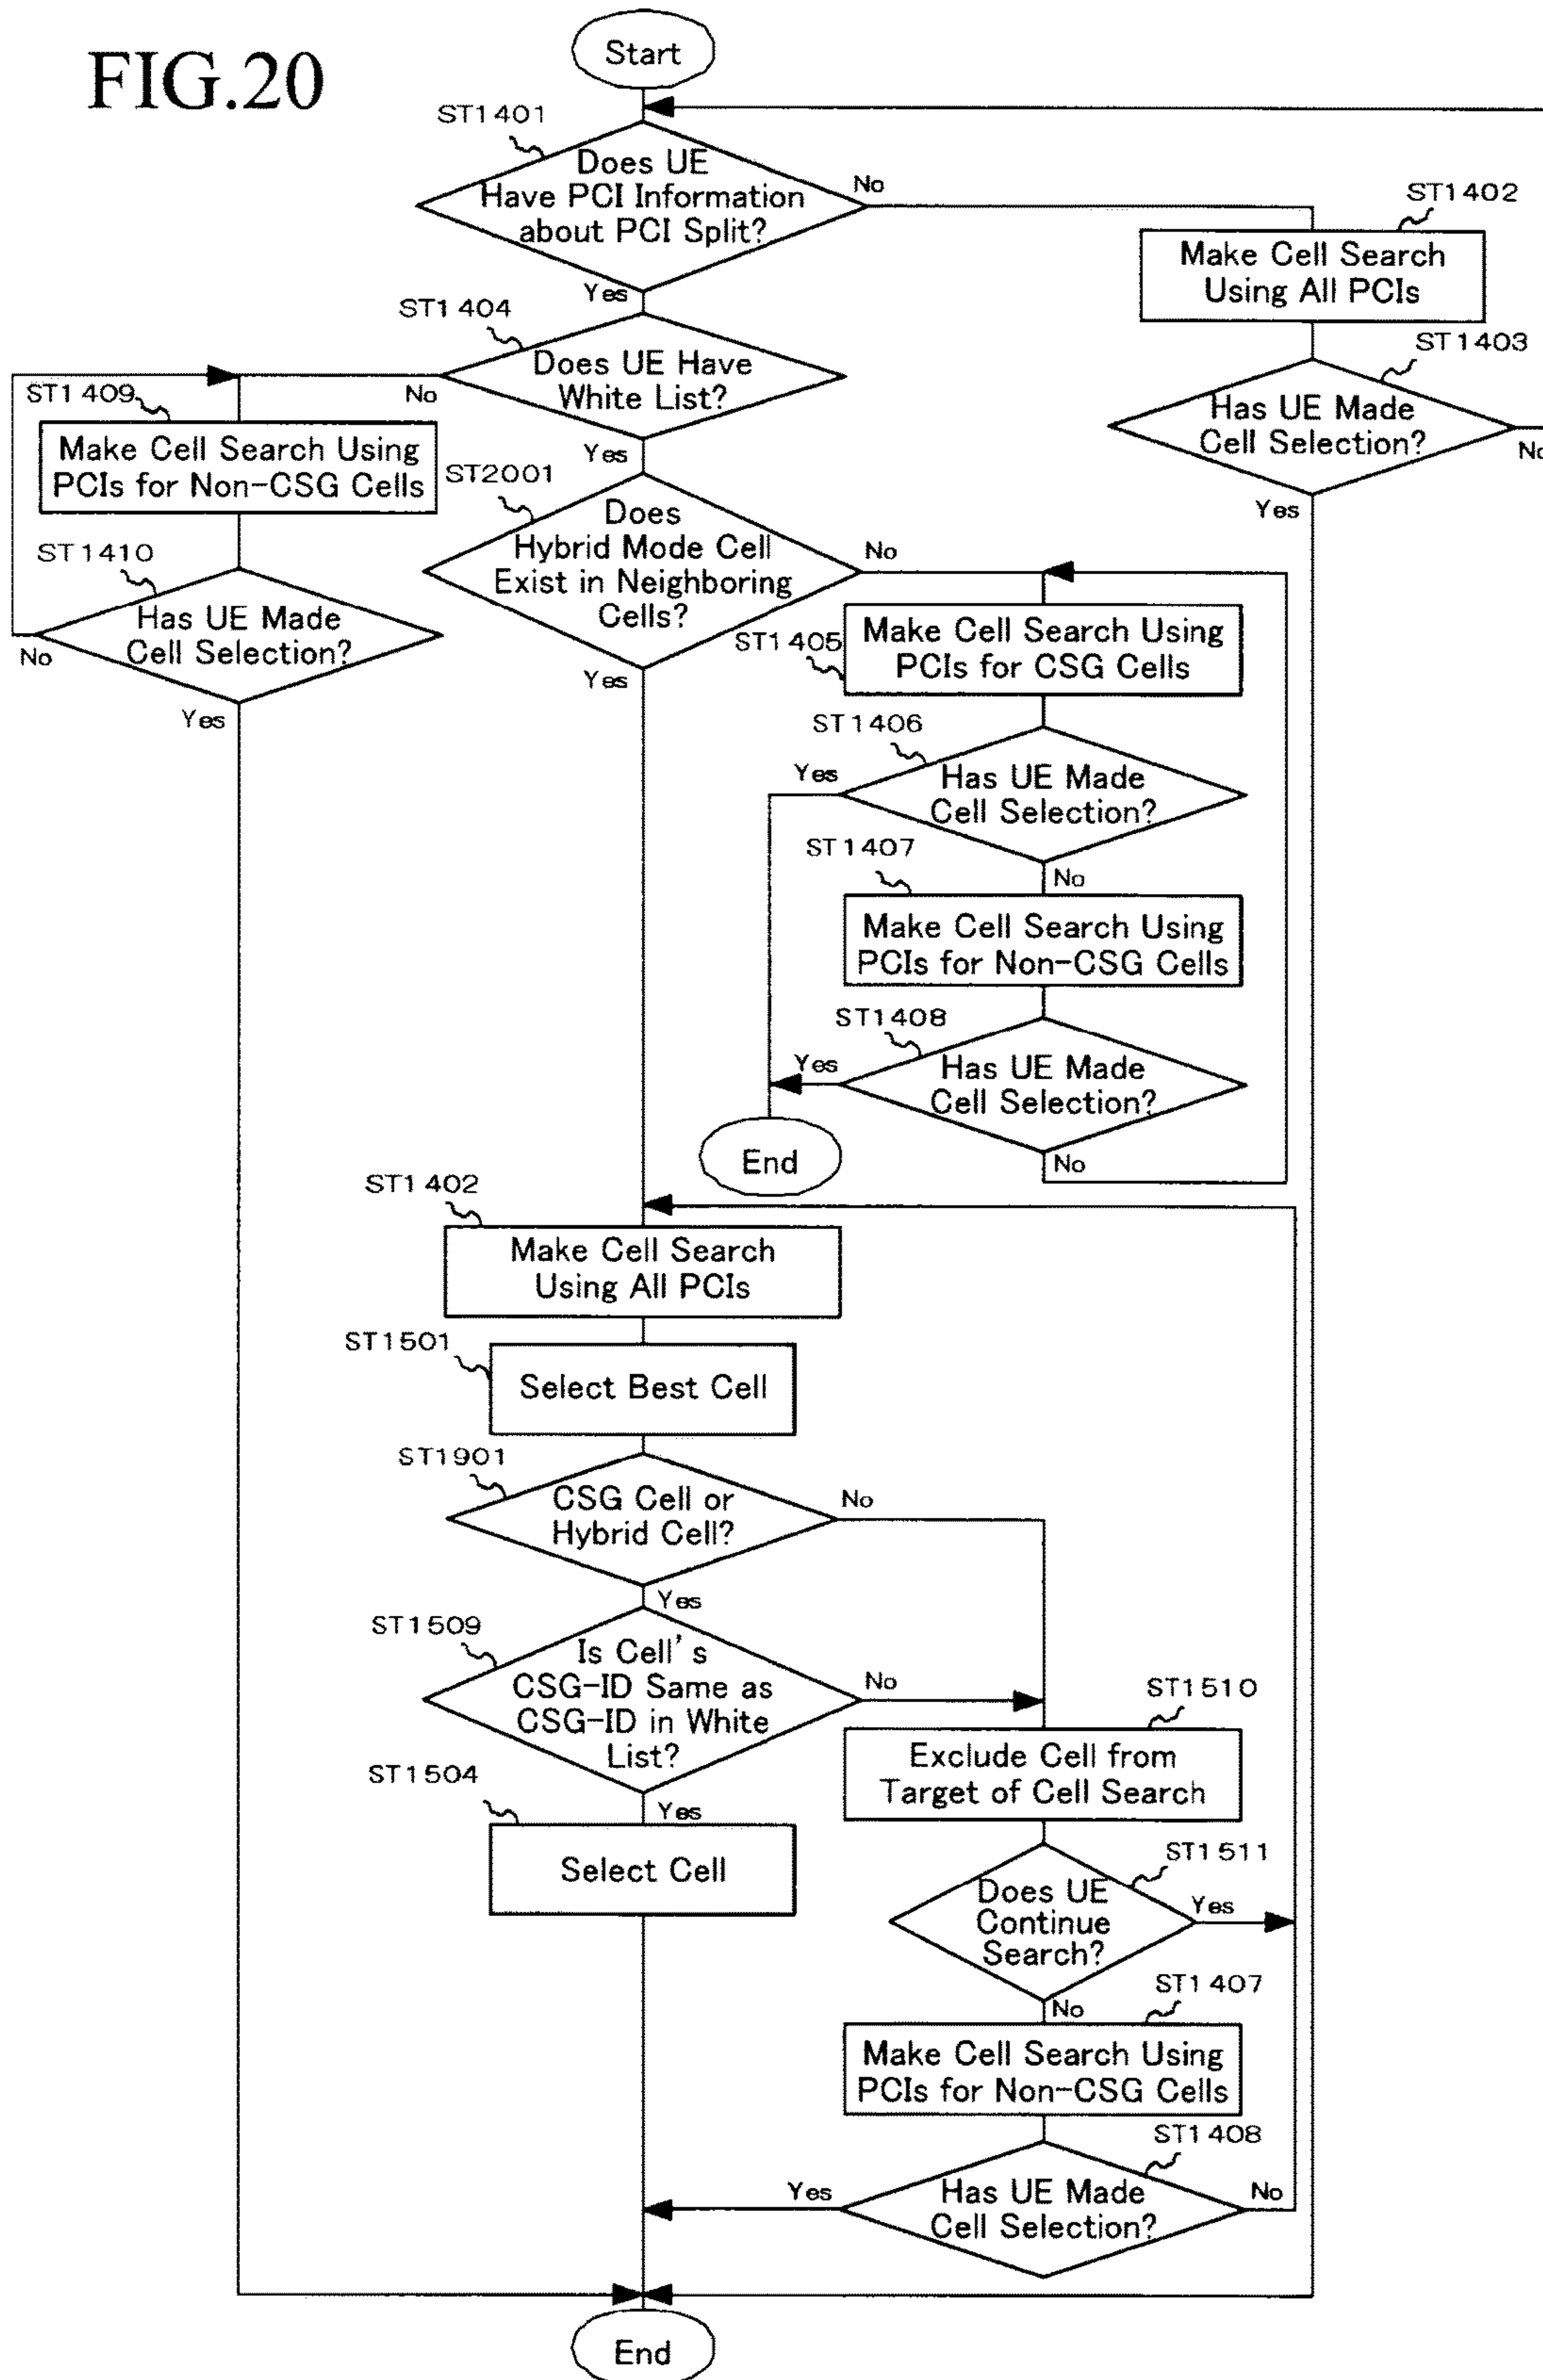 FIG.20
Start
ST1401
Does UE
Have PCI Information
about PCI Split?
No
Yes
ST1402
Make Cell Search
Using All PCIs
ST1403
Has UE Made
Cell Selection?
No
Yes
ST1404
Does UE Have
White List?
No
Yes
ST1409
Make Cell Search Using
PCIs for Non-CSG Cells
ST1410
Has UE Made
Cell Selection?
No
Yes
ST2001
Does
Hybrid Mode Cell
Exist in Neighboring
Cells?
No
Yes
ST1405
Make Cell Search Using
PCIs for CSG Cells
ST1406
Has UE Made
Cell Selection?
Yes
No
ST1407
Make Cell Search Using
PCIs for Non-CSG Cells
ST1408
Has UE Made
Cell Selection?
Yes
No
End
ST1402
Make Cell Search
Using All PCIs
ST1501
Select Best Cell
ST1901
CSG Cell or
Hybrid Cell?
No
Yes
ST1509
Is Cell's
CSG-ID Same as
CSG-ID in White
List?
No
Yes
ST1504
Select Cell
ST1510
Exclude Cell from
Target of Cell Search
ST1511
Does UE
Continue
Search?
Yes
No
ST1407
Make Cell Search Using
PCIs for Non-CSG Cells
ST1408
Has UE Made
Cell Selection?
Yes
No
End